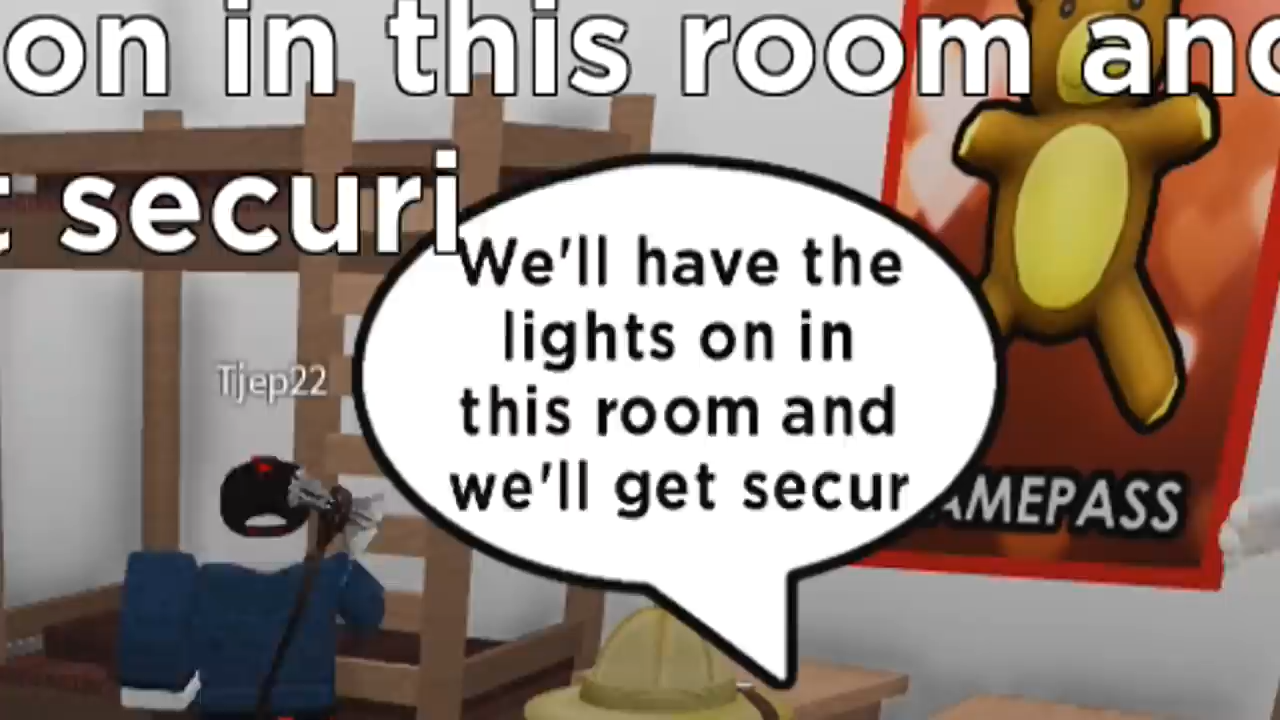 on in this room and
t securi
We'll have the
lights on in
this room and
we'll get secur
Tjep22
AMEPASS